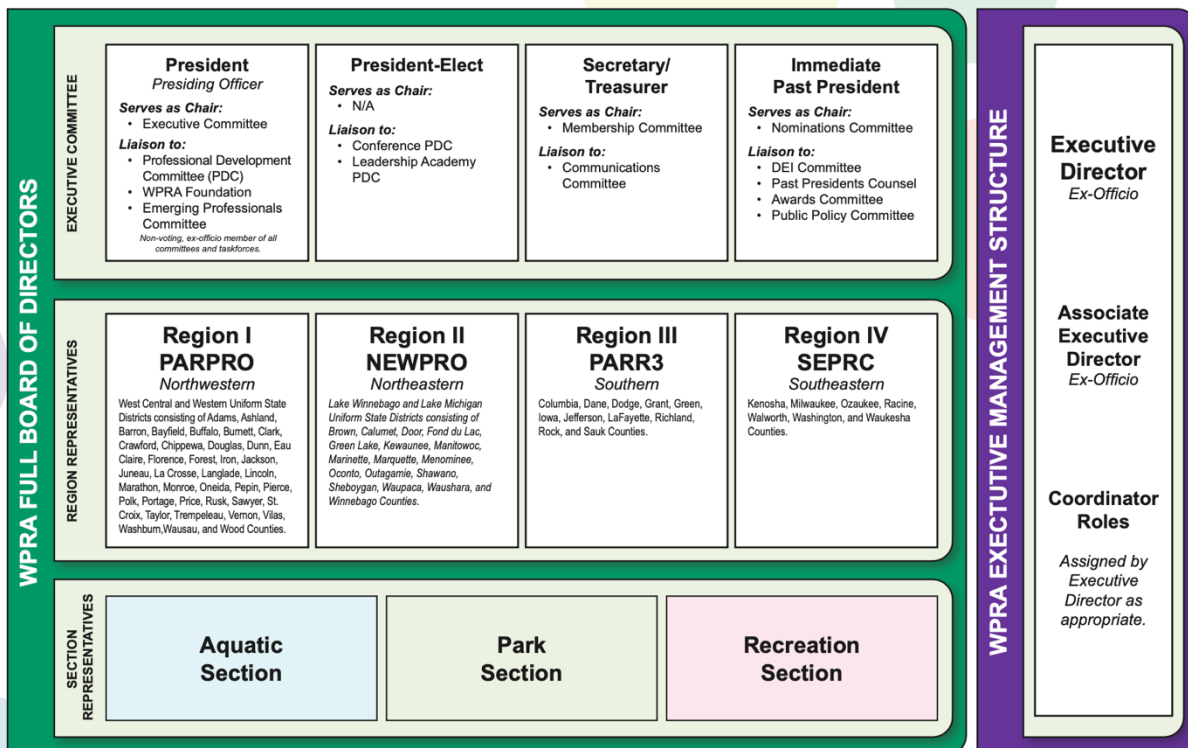 WPRA FULL BOARD OF DIRECTORS
EXECUTIVE COMMITTEE
President
Presiding Officer
Serves as Chair:
• Executive Committee
Liaison to:
• Professional Development
Committee (PDC)
• WPRA Foundation
• Emerging Professionals
Committee
Non-voting, ex-officio member of all
committees and taskforces.
President-Elect
Serves as Chair:
• N/A
Liaison to:
• Conference PDC
• Leadership Academy
PDC
Secretary/
Treasurer
Serves as Chair:
• Membership Committee
Liaison to:
• Communications
Committee
Immediate
Past President
Serves as Chair:
• Nominations Committee
Liaison to:
• DEI Committee
• Past Presidents Counsel
• Awards Committee
• Public Policy Committee
REGION REPRESENTATIVES
Region I
PARPRO
Northwestern
West Central and Western Uniform State
Districts consisting of Adams, Ashland,
Barron, Bayfield, Buffalo, Burnett, Clark,
Crawford, Chippewa, Douglas, Dunn, Eau
Claire, Florence, Forest, Iron, Jackson,
Juneau, La Crosse, Langlade, Lincoln,
Marathon, Monroe, Oneida, Pepin, Pierce,
Polk, Portage, Price, Rusk, Sawyer, St.
Croix, Taylor, Trempeleau, Vernon, Vilas,
Washburn,Wausau, and Wood Counties.
Region II
NEWPRO
Northeastern
Lake Winnebago and Lake Michigan
Uniform State Districts consisting of
Brown, Calumet, Door, Fond du Lac,
Green Lake, Kewaunee, Manitowoc,
Marinette, Marquette, Menominee,
Oconto, Outagamie, Shawano,
Sheboygan, Waupaca, Waushara, and
Winnebago Counties.
Region III
PARR3
Southern
Columbia, Dane, Dodge, Grant, Green,
Iowa, Jefferson, LaFayette, Richland,
Rock, and Sauk Counties.
Region IV
SEPRC
Southeastern
Kenosha, Milwaukee, Ozaukee, Racine,
Walworth, Washington, and Waukesha
Counties.
SECTION
REPRESENTATIVES
Aquatic
Section
Park
Section
Recreation
Section
WPRA EXECTUTIVE MANAGEMENT STRUCTURE
Executive
Director
Ex-Officio
Associate
Executive
Director
Ex-Officio
Coordinator
Roles
Assigned by
Executive
Director as
appropriate.